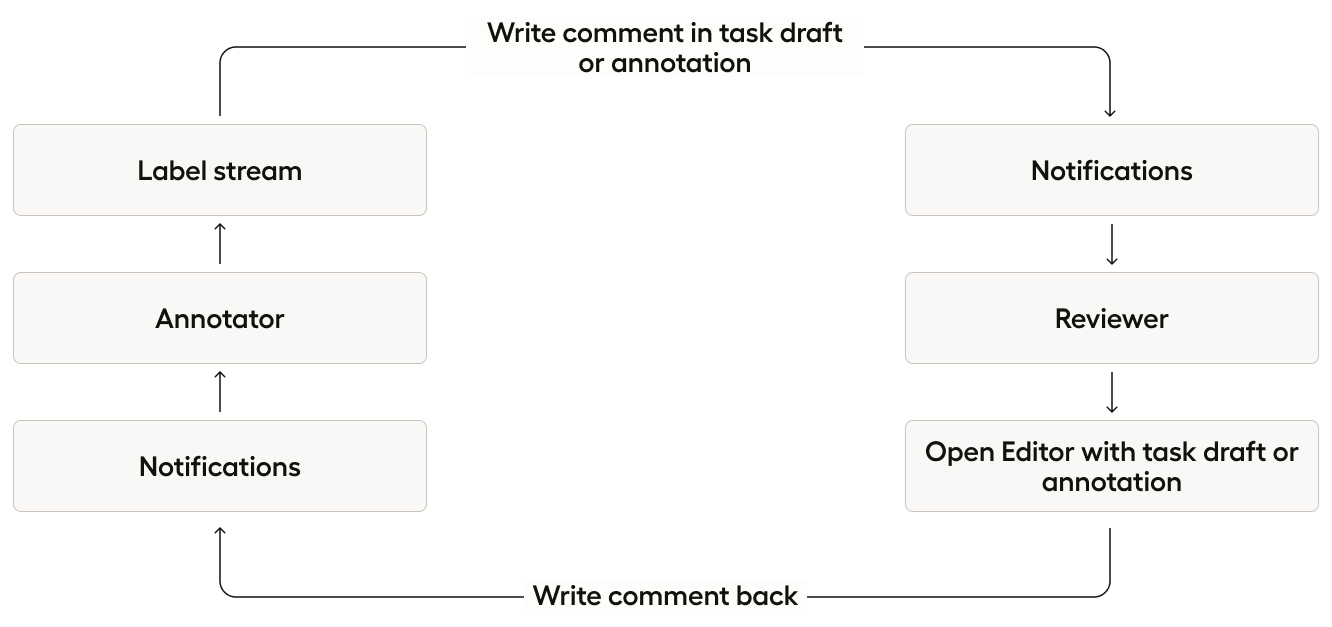 Write comment in task draft
or annotation
Label stream
Notifications
Annotator
Reviewer
Notifications
Open Editor with task draft or
annotation
Write comment back